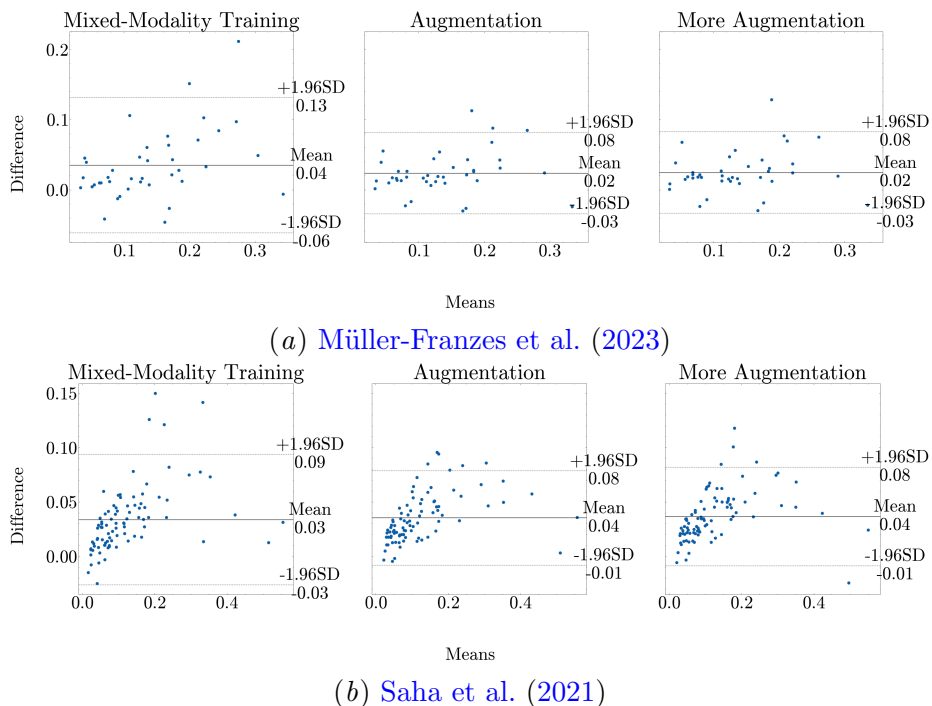 Mixed-Modality Training Augmentation More Augmentation
0.2
0.1
0.0
Difference
+1.96SD
0.13
Mean
0.04
-1.96SD
-0.06
0.1 0.2 0.3
+1.96SD
0.08
Mean
0.02
-1.96SD
-0.03
0.1 0.2 0.3
+1.96SD
0.08
Mean
0.02
-1.96SD
-0.03
0.1 0.2 0.3
Means
(a) Müller-Franzes et al. (2023)
Mixed-Modality Training Augmentation More Augmentation
0.15
0.10
0.05
0.00
Difference
+1.96SD
0.09
Mean
0.03
-1.96SD
-0.03
0.0 0.2 0.4
+1.96SD
0.08
Mean
0.04
-1.96SD
-0.01
0.0 0.2 0.4
+1.96SD
0.08
Mean
0.04
-1.96SD
-0.01
0.0 0.2 0.4
Means
(b) Saha et al. (2021)